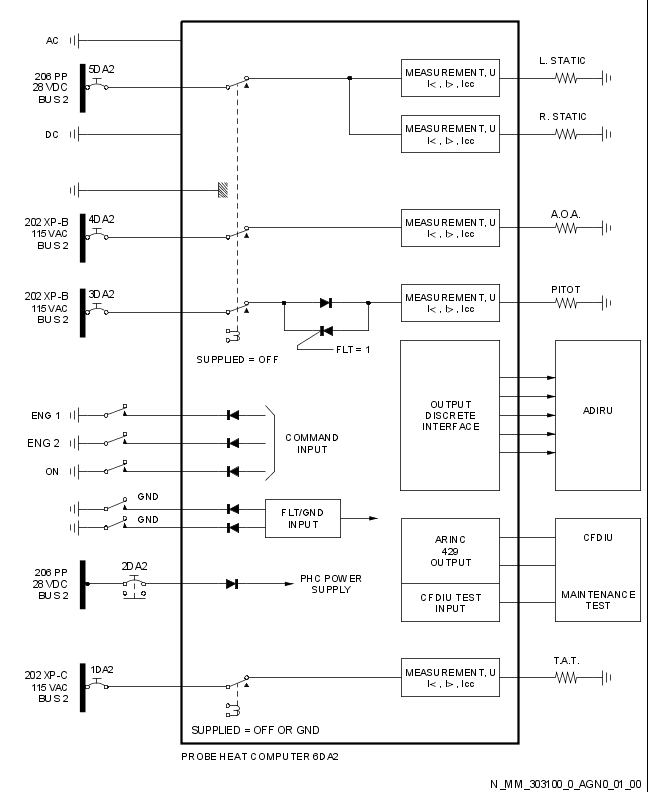 AC
206 PP
28 VDC
BUS 2
5DA2
MEASUREMENT, U
I< , I> , Icc
L. STATIC
DC
MEASUREMENT, U
I< , I> , Icc
R. STATIC
202 XP-B
115 VAC
BUS 2
4DA2
MEASUREMENT, U
I< , I> , Icc
A.O.A.
202 XP-B
115 VAC
BUS 2
3DA2
MEASUREMENT, U
I< , I> , Icc
PITOT
FLT = 1
SUPPLIED = OFF
OUTPUT
DISCRETE
INTERFACE
ADIRU
ENG 1
ENG 2
ON
COMMAND
INPUT
GND
GND
FLT/GND
INPUT
ARINC
429
OUTPUT
CFDIU
206 PP
28 VDC
BUS 2
2DA2
PHC POWER
SUPPLY
CFDIU TEST
INPUT
MAINTENANCE
TEST
202 XP-C
115 VAC
BUS 2
1DA2
MEASUREMENT, U
I< , I> , Icc
T.A.T.
SUPPLIED = OFF OR GND
PROBE HEAT COMPUTER 6DA2
N_MM_303100_0_AGN0_01_00